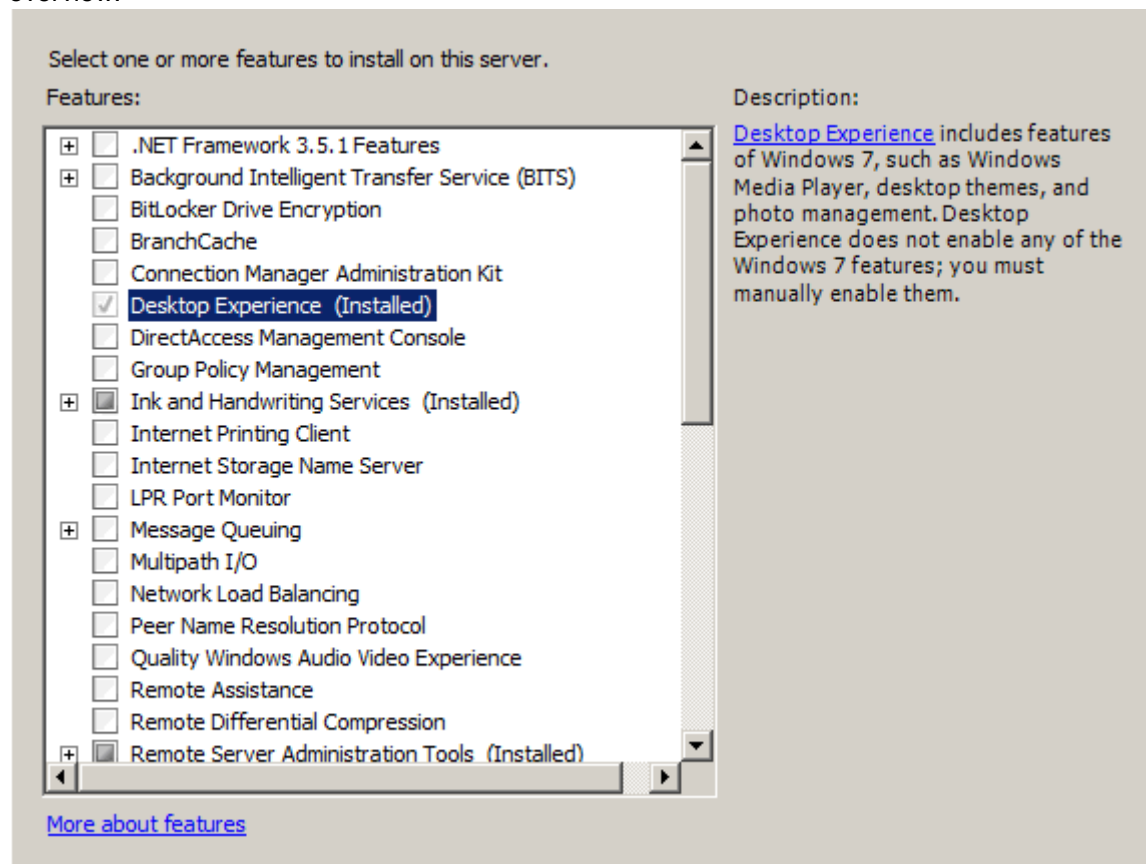 Select one or more features to install on this server.
Features:
.NET Framework 3.5.1 Features
Background Intelligent Transfer Service (BITS)
BitLocker Drive Encryption
BranchCache
Connection Manager Administration Kit
Desktop Experience (Installed)
DirectAccess Management Console
Group Policy Management
Ink and Handwriting Services (Installed)
Internet Printing Client
Internet Storage Name Server
LPR Port Monitor
Message Queuing
Multipath I/O
Network Load Balancing
Peer Name Resolution Protocol
Quality Windows Audio Video Experience
Remote Assistance
Remote Differential Compression
Remote Server Administration Tools (Installed)
More about features
Description:
Desktop Experience includes features
of Windows 7, such as Windows
Media Player, desktop themes, and
photo management. Desktop
Experience does not enable any of the
Windows 7 features; you must
manually enable them.